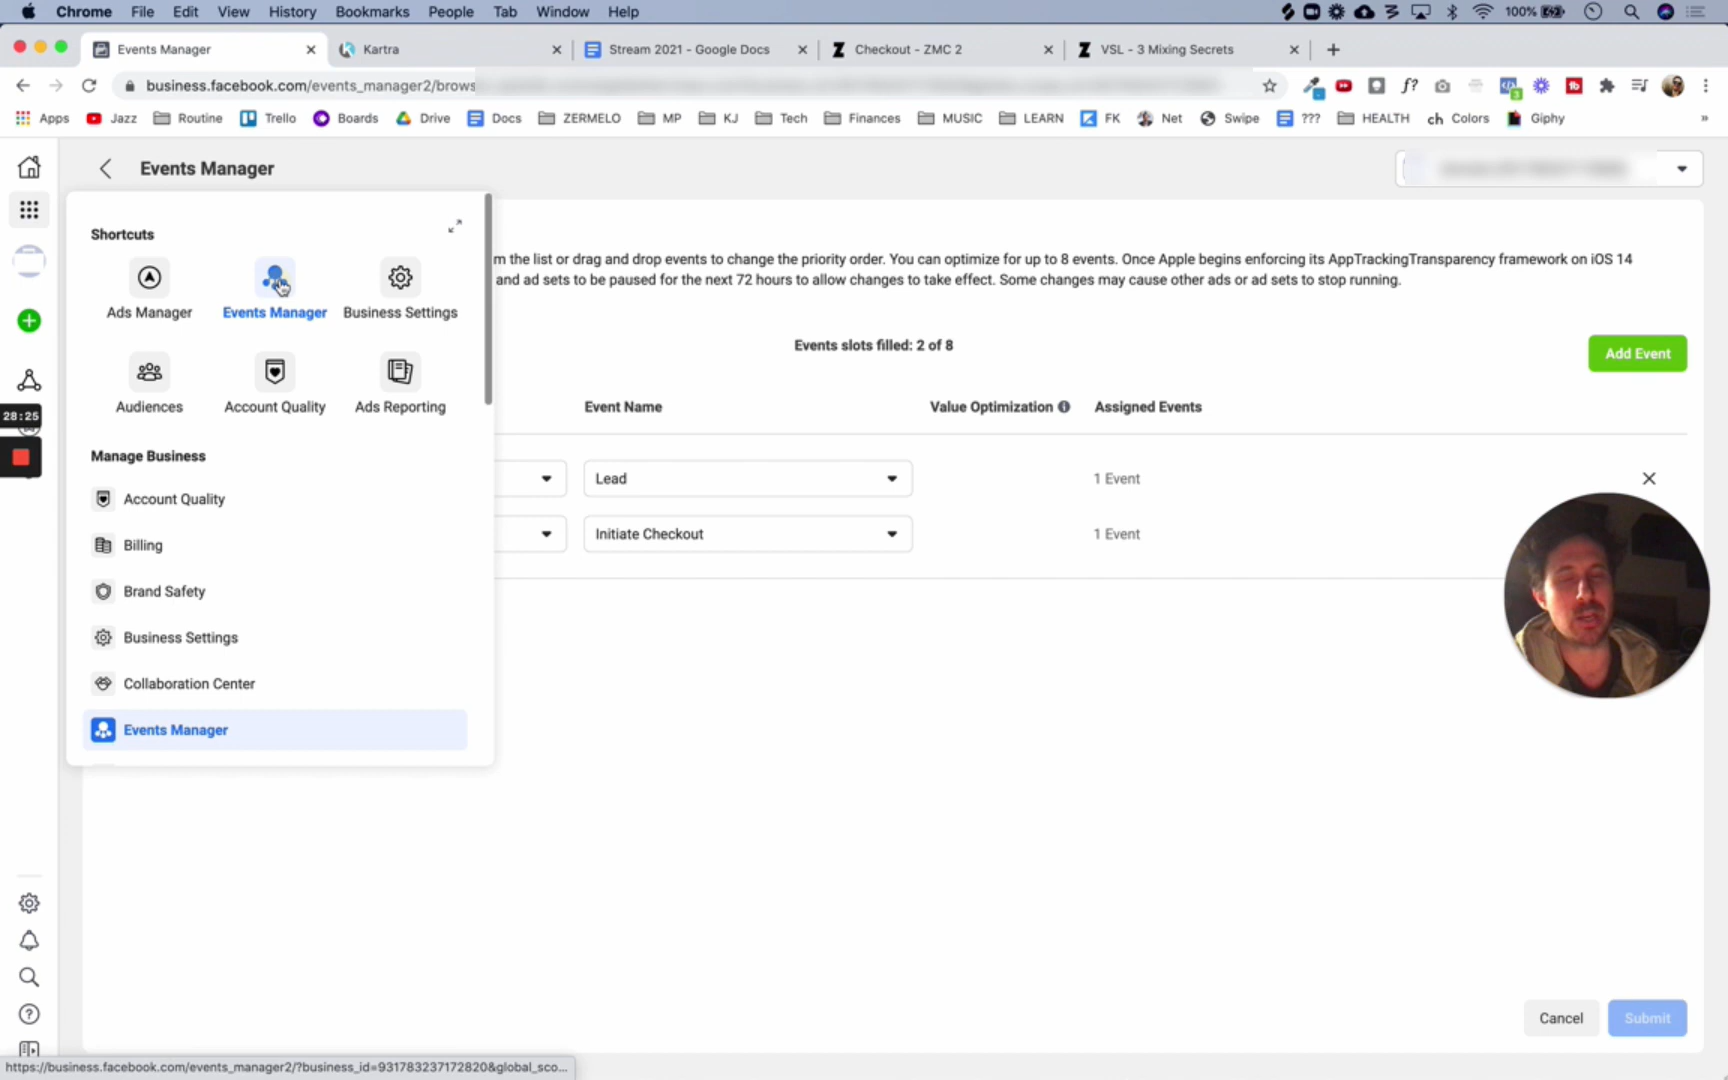 Chrome File Edit View History Bookmarks People Tab Window Help 100%
Events Manager Kartra Stream 2021 - Google Docs Checkout - ZMC 2 VSL - 3 Mixing Secrets
business.facebook.com/events_manager2/brows
Apps Jazz Routine Trello Boards Drive Docs ZERMELO MP KJ Tech Finances MUSIC LEARN FK Net Swipe ??? HEALTH ch Colors Giphy »
Events Manager
Shortcuts
m the list or drag and drop events to change the priority order. You can optimize for up to 8 events. Once Apple begins enforcing its AppTrackingTransparency framework on iOS 14
and ad sets to be paused for the next 72 hours to allow changes to take effect. Some changes may cause other ads or ad sets to stop running.
Ads Manager Events Manager Business Settings
Events slots filled: 2 of 8
Add Event
Audiences Account Quality Ads Reporting
Event Name Value Optimization Assigned Events
28:25
Manage Business
Lead 1 Event
Account Quality
Initiate Checkout 1 Event
Billing
Brand Safety
Business Settings
Collaboration Center
Events Manager
Cancel Submit
https://business.facebook.com/events_manager2/?business_id=931783237172820&global_sco...